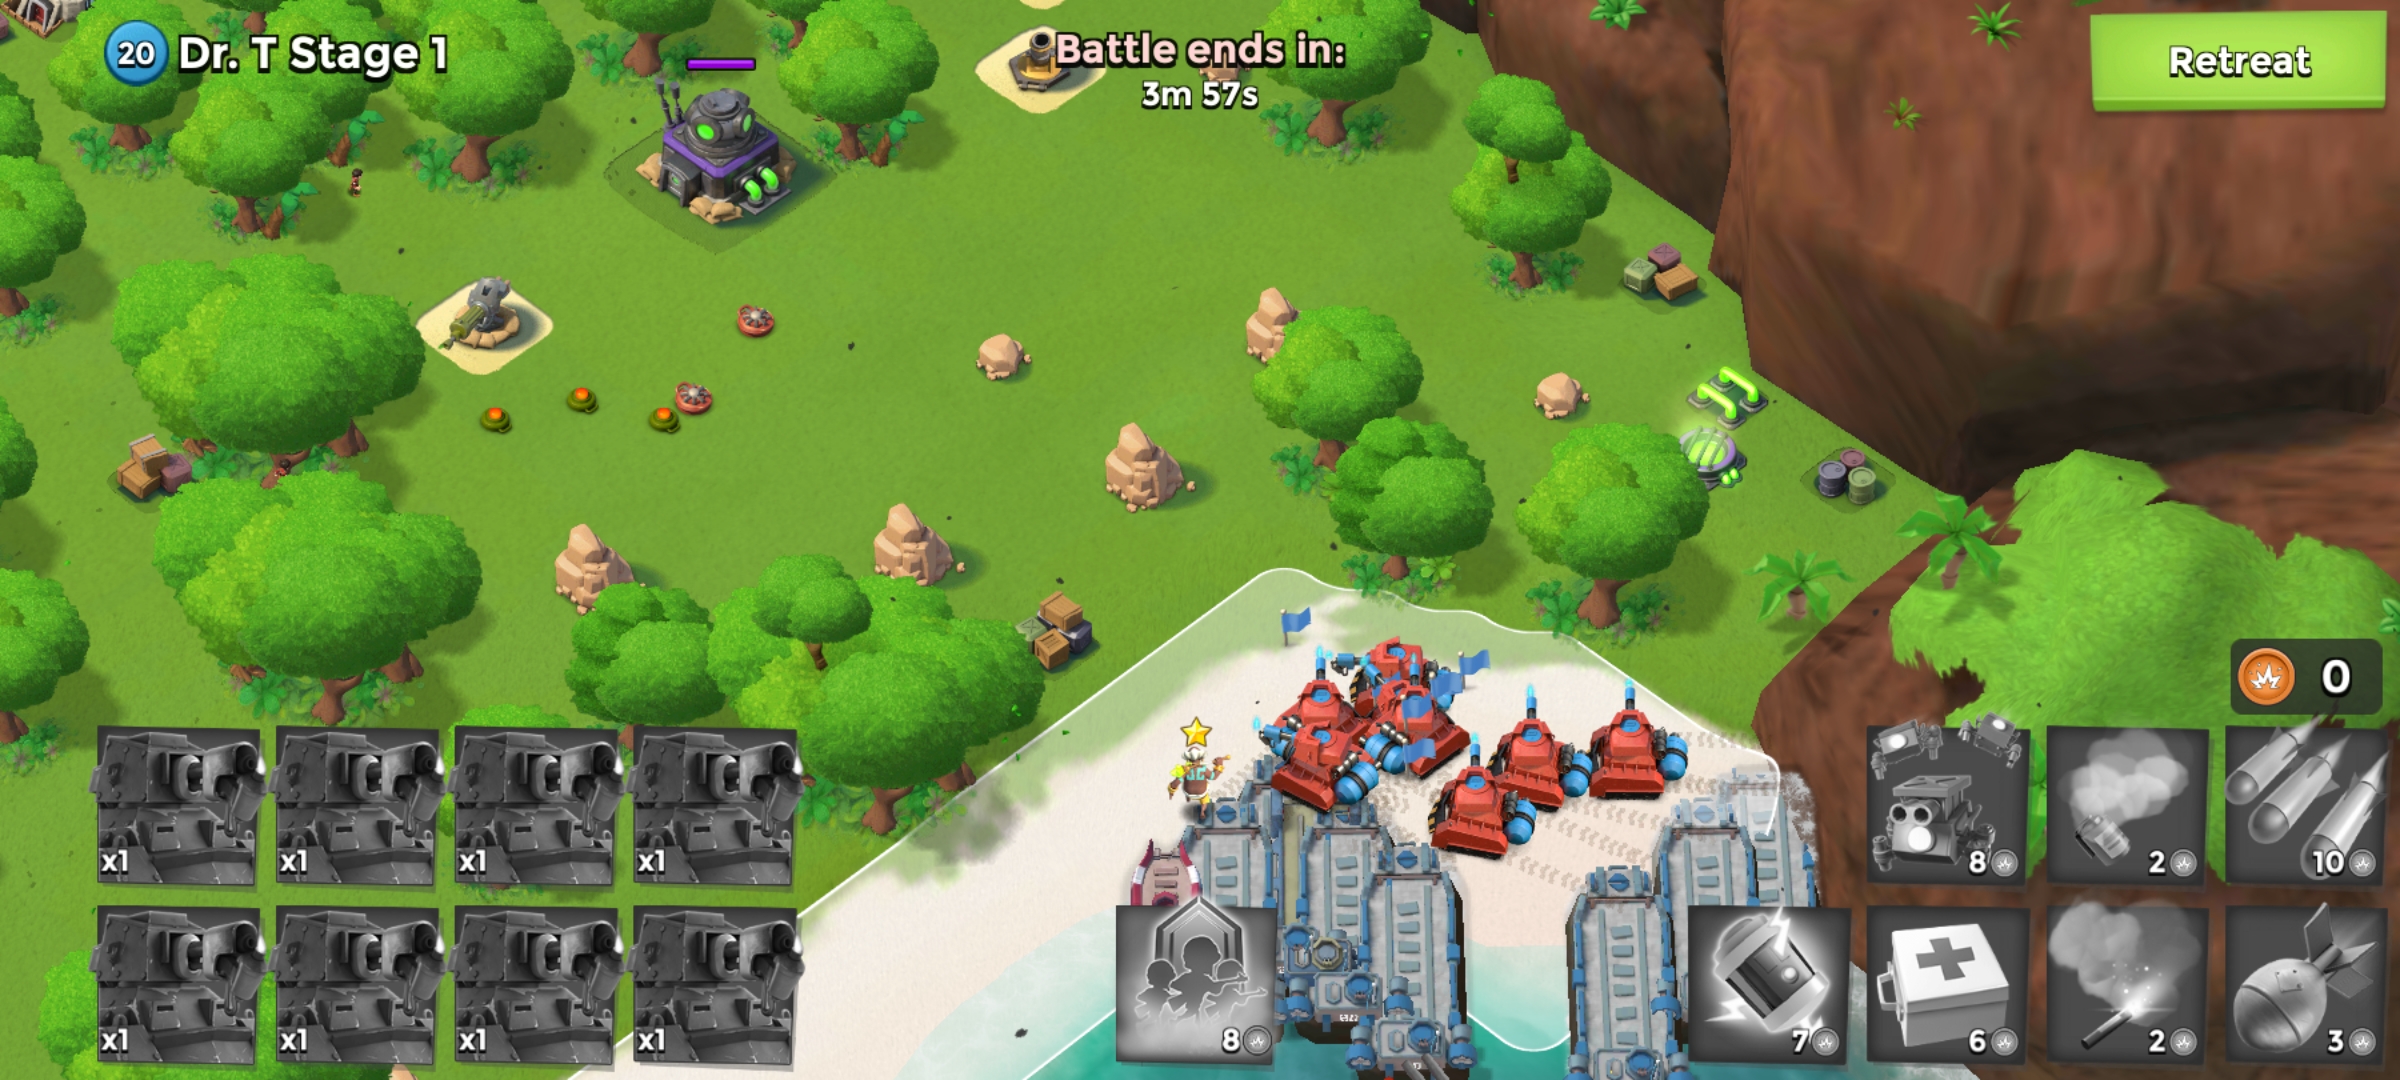 20 Dr. T Stage 1
Battle ends in:
3m 57s
Retreat
0
x1 x1 x1 x1
8 2 10
x1 x1 x1 x1
8 7 6 2 3